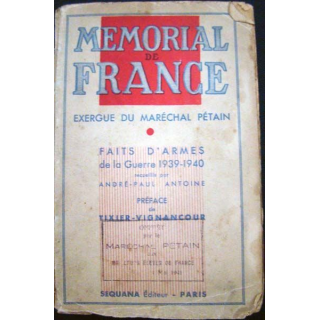 MEMORIAL
DE
FRANCE
EXERGUE DU MARÉCHAL PÉTAIN
FAITS D'ARMES
de la Guerre 1939-1940
recueillis par
ANDRÉ-PAUL ANTOINE
PRÉFACE
de
TIXIER-VIGNANCOUR
MARÉCHAL PÉTAIN
SEQUANA Éditeur - PARIS